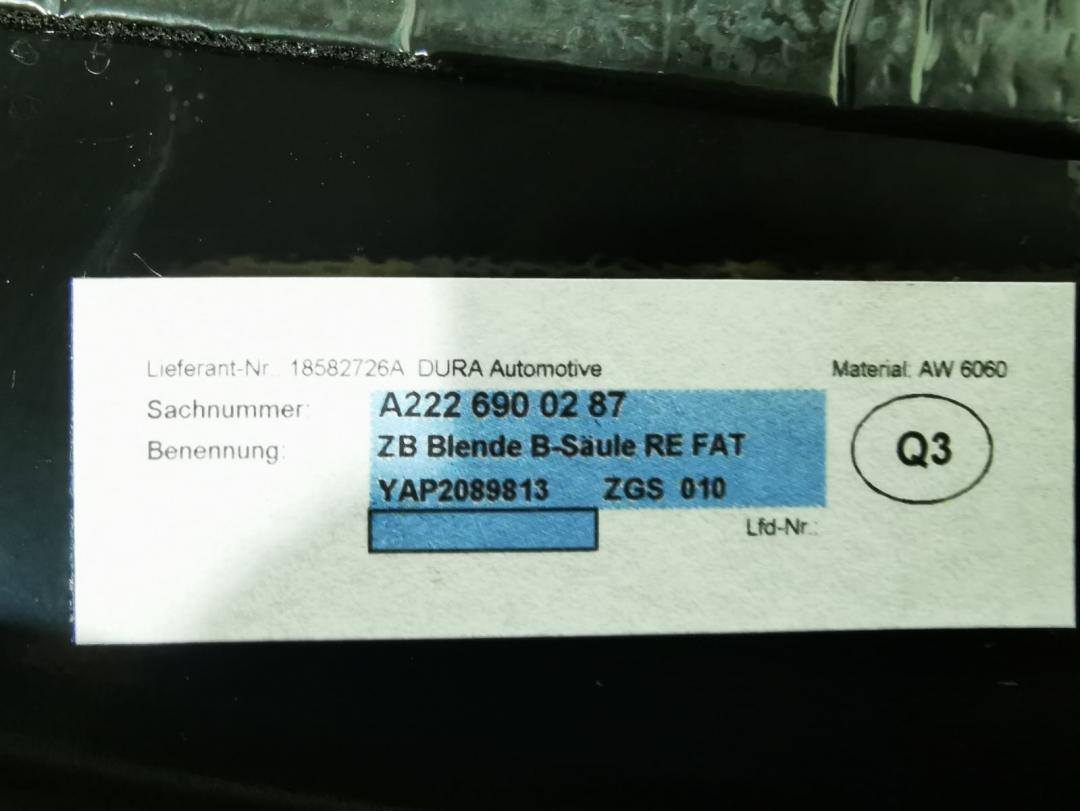 Lieferant-Nr.: 18582726A DURA Automotive Material: AW 6060
Sachnummer: A222 690 02 87
Benennung: ZB Blende B-Säule RE FAT Q3
YAP2089813 ZGS 010
Lfd-Nr.: